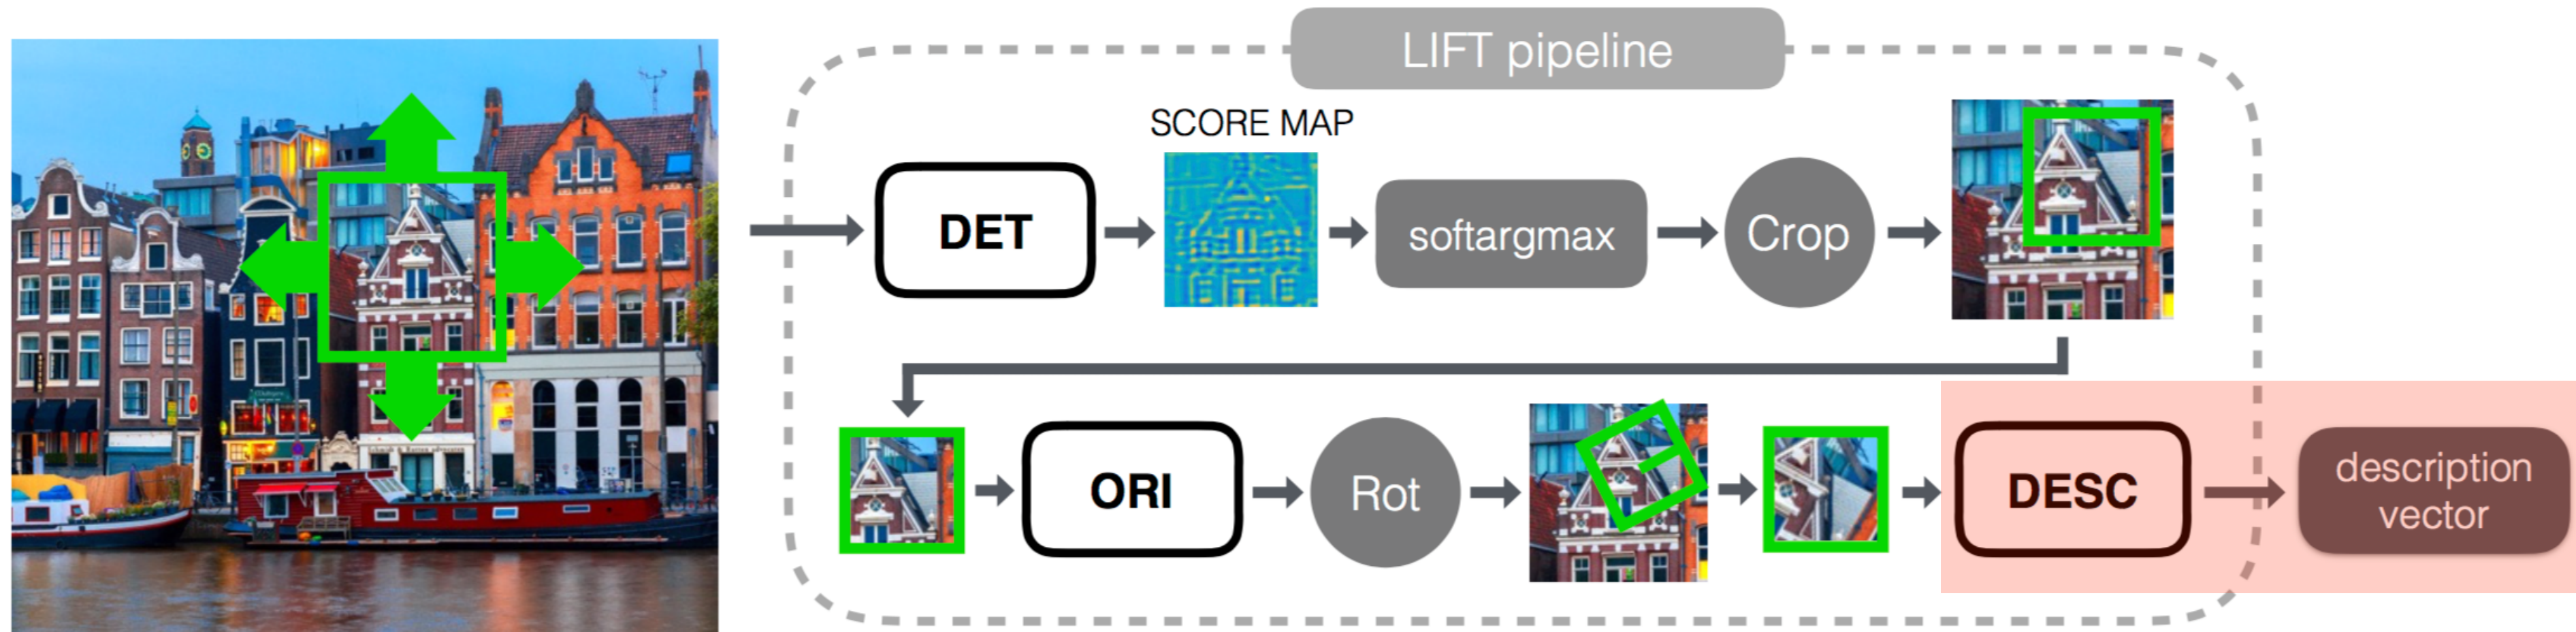 LIFT pipeline
SCORE MAP
DET
softargmax
Crop
ORI
Rot
DESC
description
vector